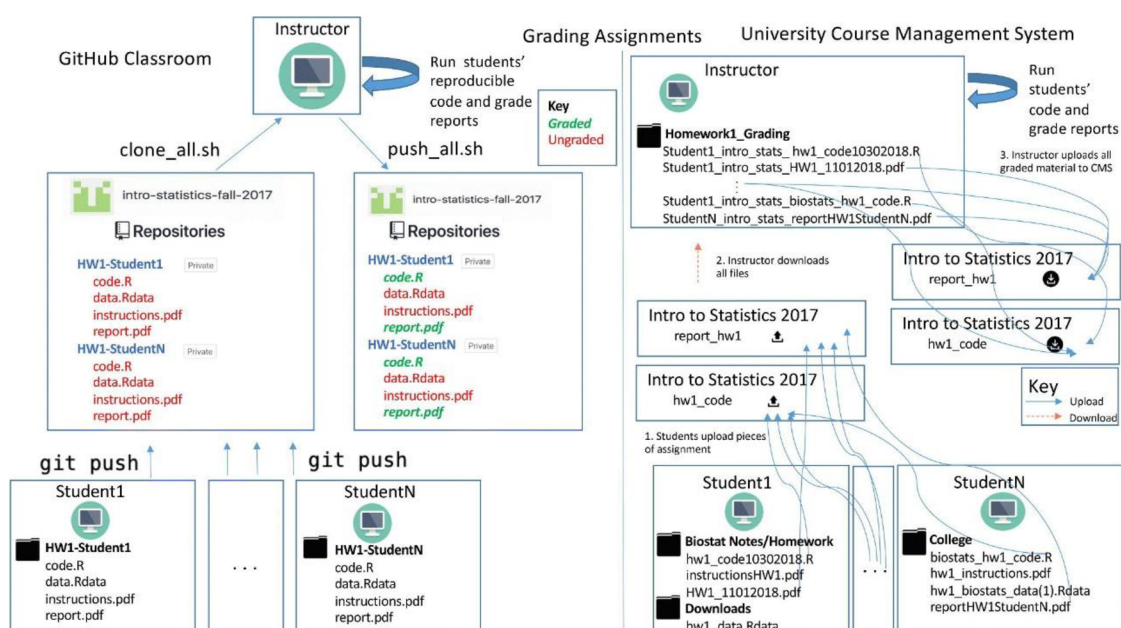 Instructor
GitHub Classroom
Run students'
reproducible
code and grade
reports
Grading Assignments
Key
Graded
Ungraded
clone_all.sh
push_all.sh
intro-statistics-fall-2017
Repositories
HW1-Student1 Private
code.R
data.Rdata
instructions.pdf
report.pdf
HW1-StudentN Private
code.R
data.Rdata
instructions.pdf
report.pdf
intro-statistics-fall-2017
Repositories
HW1-Student1 Private
code.R
data.Rdata
instructions.pdf
report.pdf
HW1-StudentN Private
code.R
data.Rdata
instructions.pdf
report.pdf
git push
git push
Student1
HW1-Student1
code.R
data.Rdata
instructions.pdf
report.pdf
. . .
StudentN
HW1-StudentN
code.R
data.Rdata
instructions.pdf
report.pdf
University Course Management System
Instructor
Run
students'
code and
grade reports
Homework1_Grading
Student1_intro_stats_ hw1_code10302018.R
Student1_intro_stats_HW1_11012018.pdf
Student1_intro_stats_biostats_hw1_code.R
StudentN_intro_stats_reportHW1StudentN.pdf
3. Instructor uploads all
graded material to CMS
2. Instructor downloads
all files
Intro to Statistics 2017
report_hw1
Intro to Statistics 2017
hw1_code
Intro to Statistics 2017
report_hw1
Intro to Statistics 2017
hw1_code
Key
Upload
Download
1. Students upload pieces
of assignment
Student1
Biostat Notes/Homework
hw1_code10302018.R
instructionsHW1.pdf
HW1_11012018.pdf
Downloads
hw1_data.Rdata
. . .
StudentN
College
biostats_hw1_code.R
hw1_instructions.pdf
hw1_biostats_data(1).Rdata
reportHW1StudentN.pdf